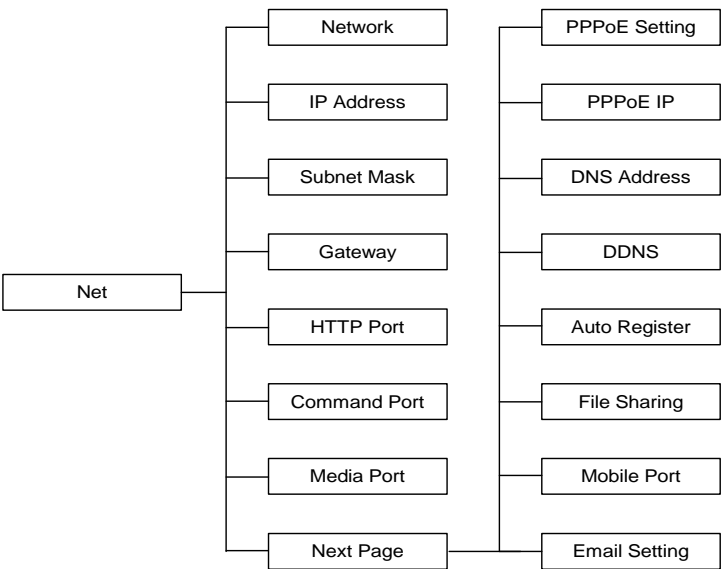 Net
Network
IP Address
Subnet Mask
Gateway
HTTP Port
Command Port
Media Port
Next Page
PPPoE Setting
PPPoE IP
DNS Address
DDNS
Auto Register
File Sharing
Mobile Port
Email Setting